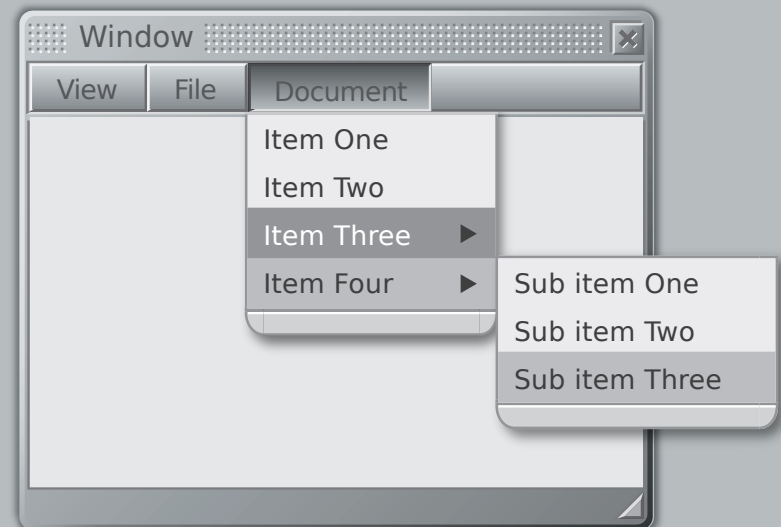 Window
View File Document
Item One
Item Two
Item Three
Item Four
Sub item One
Sub item Two
Sub item Three